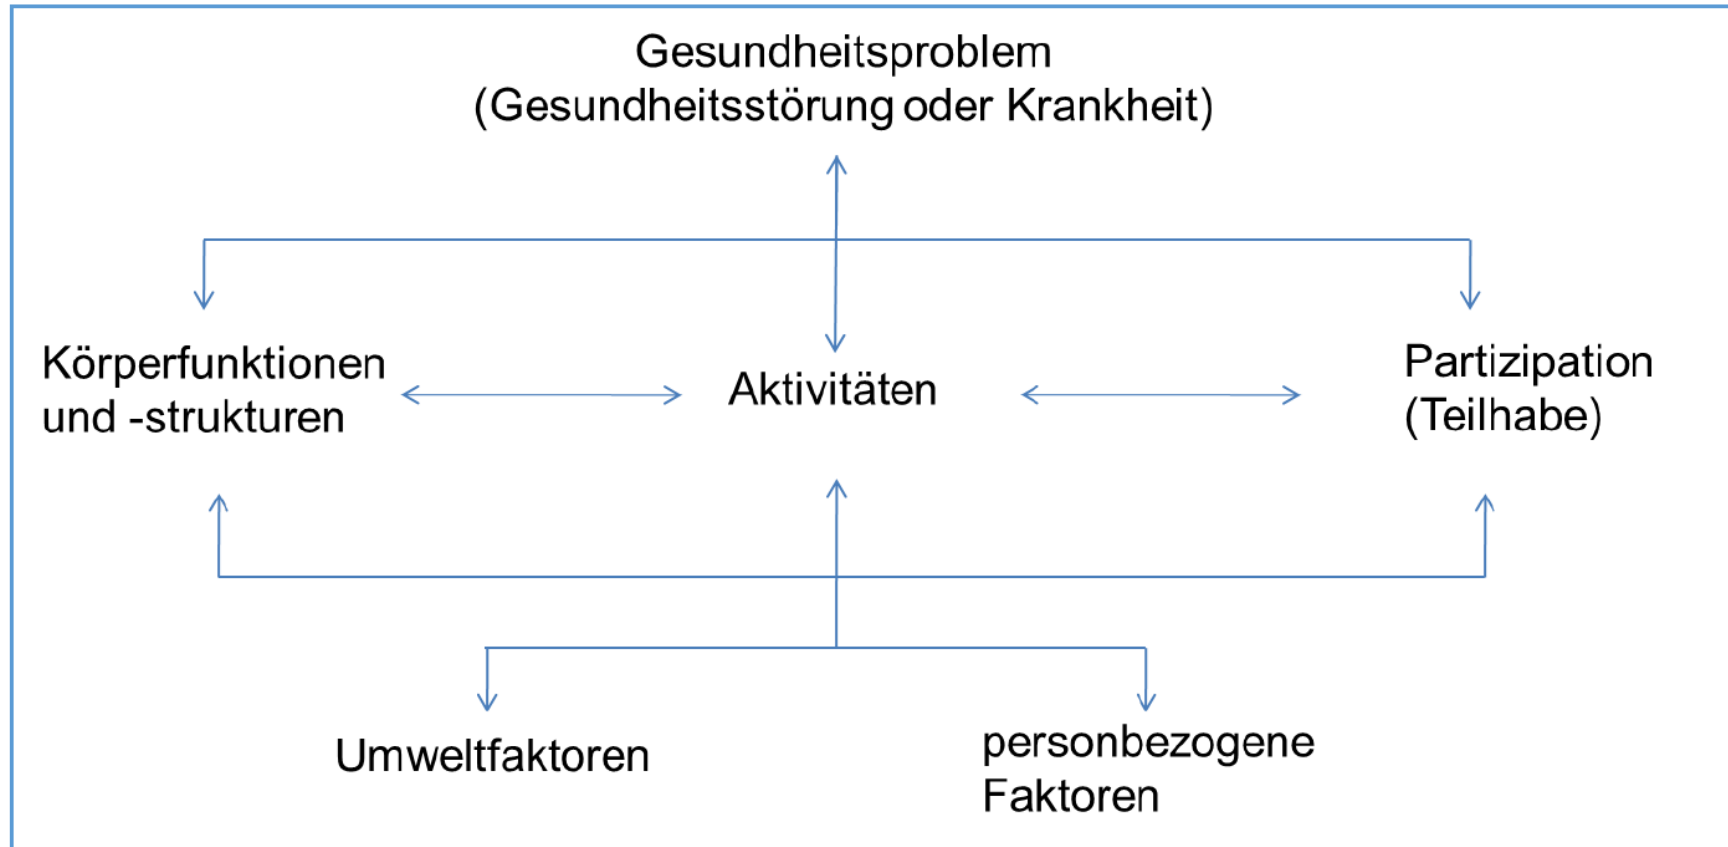 Gesundheitsproblem
(Gesundheitsstörung oder Krankheit)
Körperfunktionen
und -strukturen
Aktivitäten
Partizipation
(Teilhabe)
Umweltfaktoren
personbezogene
Faktoren